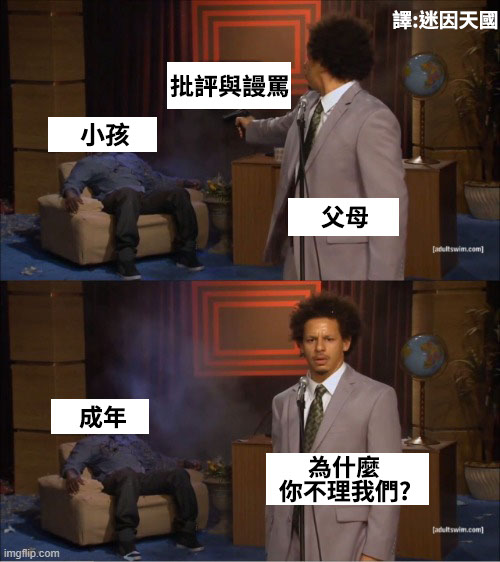 譯:迷因天國
批評與謾罵
小孩
父母
[adultswim.com]
成年
為什麼
你不理我們?
[adultswim.com]
imgflip.com